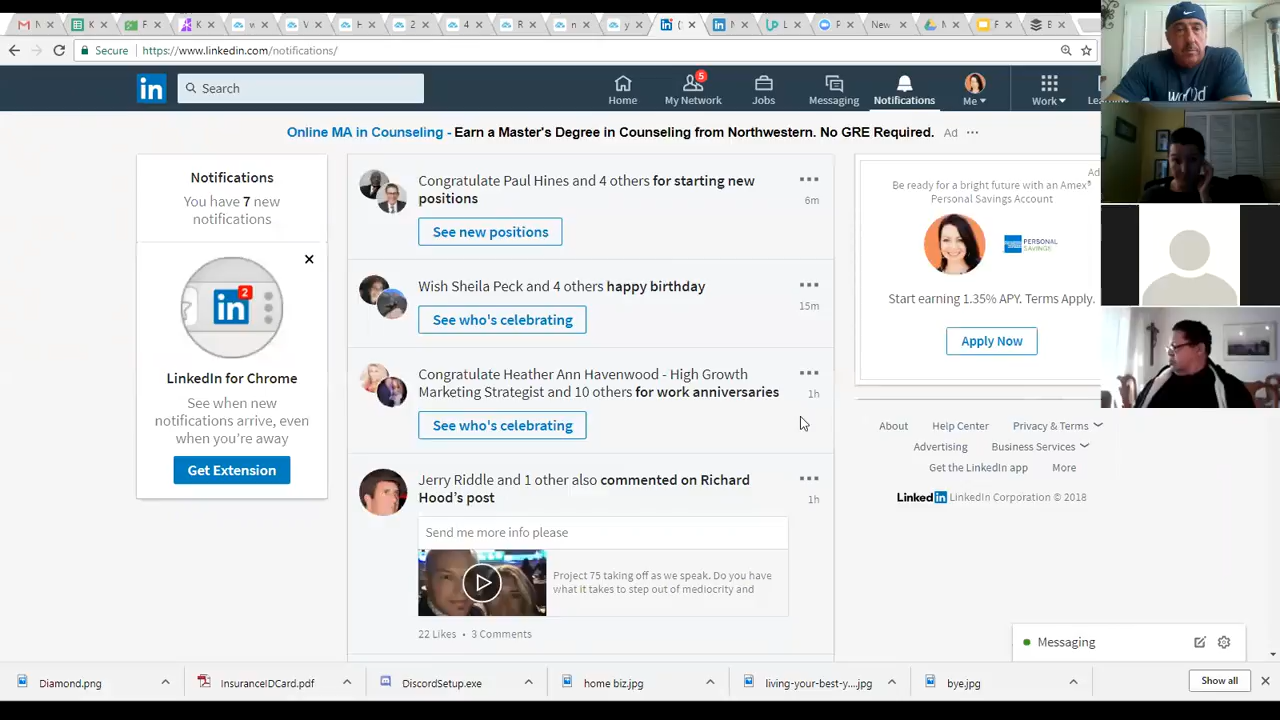 Secure
https://www.linkedin.com/notifications/
in
Search
Home
5
My Network
Jobs
Messaging
Notifications
Me
Work
Online MA in Counseling - Earn a Master's Degree in Counseling from Northwestern. No GRE Required.
Ad
Notifications
You have 7 new
notifications
in
2
LinkedIn for Chrome
See when new
notifications arrive, even
when you're away
Get Extension
Congratulate Paul Hines and 4 others for starting new
positions
6m
See new positions
Wish Sheila Peck and 4 others happy birthday
15m
See who's celebrating
Congratulate Heather Ann Havenwood - High Growth
Marketing Strategist and 10 others for work anniversaries
1h
See who's celebrating
Jerry Riddle and 1 other also commented on Richard
Hood's post
1h
Send me more info please
Project 75 taking off as we speak. Do you have
what it takes to step out of mediocrity and
22 Likes • 3 Comments
Ad
Be ready for a bright future with an Amex®
Personal Savings Account
PERSONAL
SAVINGS
Start earning 1.35% APY. Terms Apply.
Apply Now
About Help Center Privacy & Terms
Advertising Business Services
Get the LinkedIn app More
Linked in LinkedIn Corporation © 2018
Messaging
Diamond.png
InsuranceIDCard.pdf
DiscordSetup.exe
home biz.jpg
living-your-best-y....jpg
bye.jpg
Show all